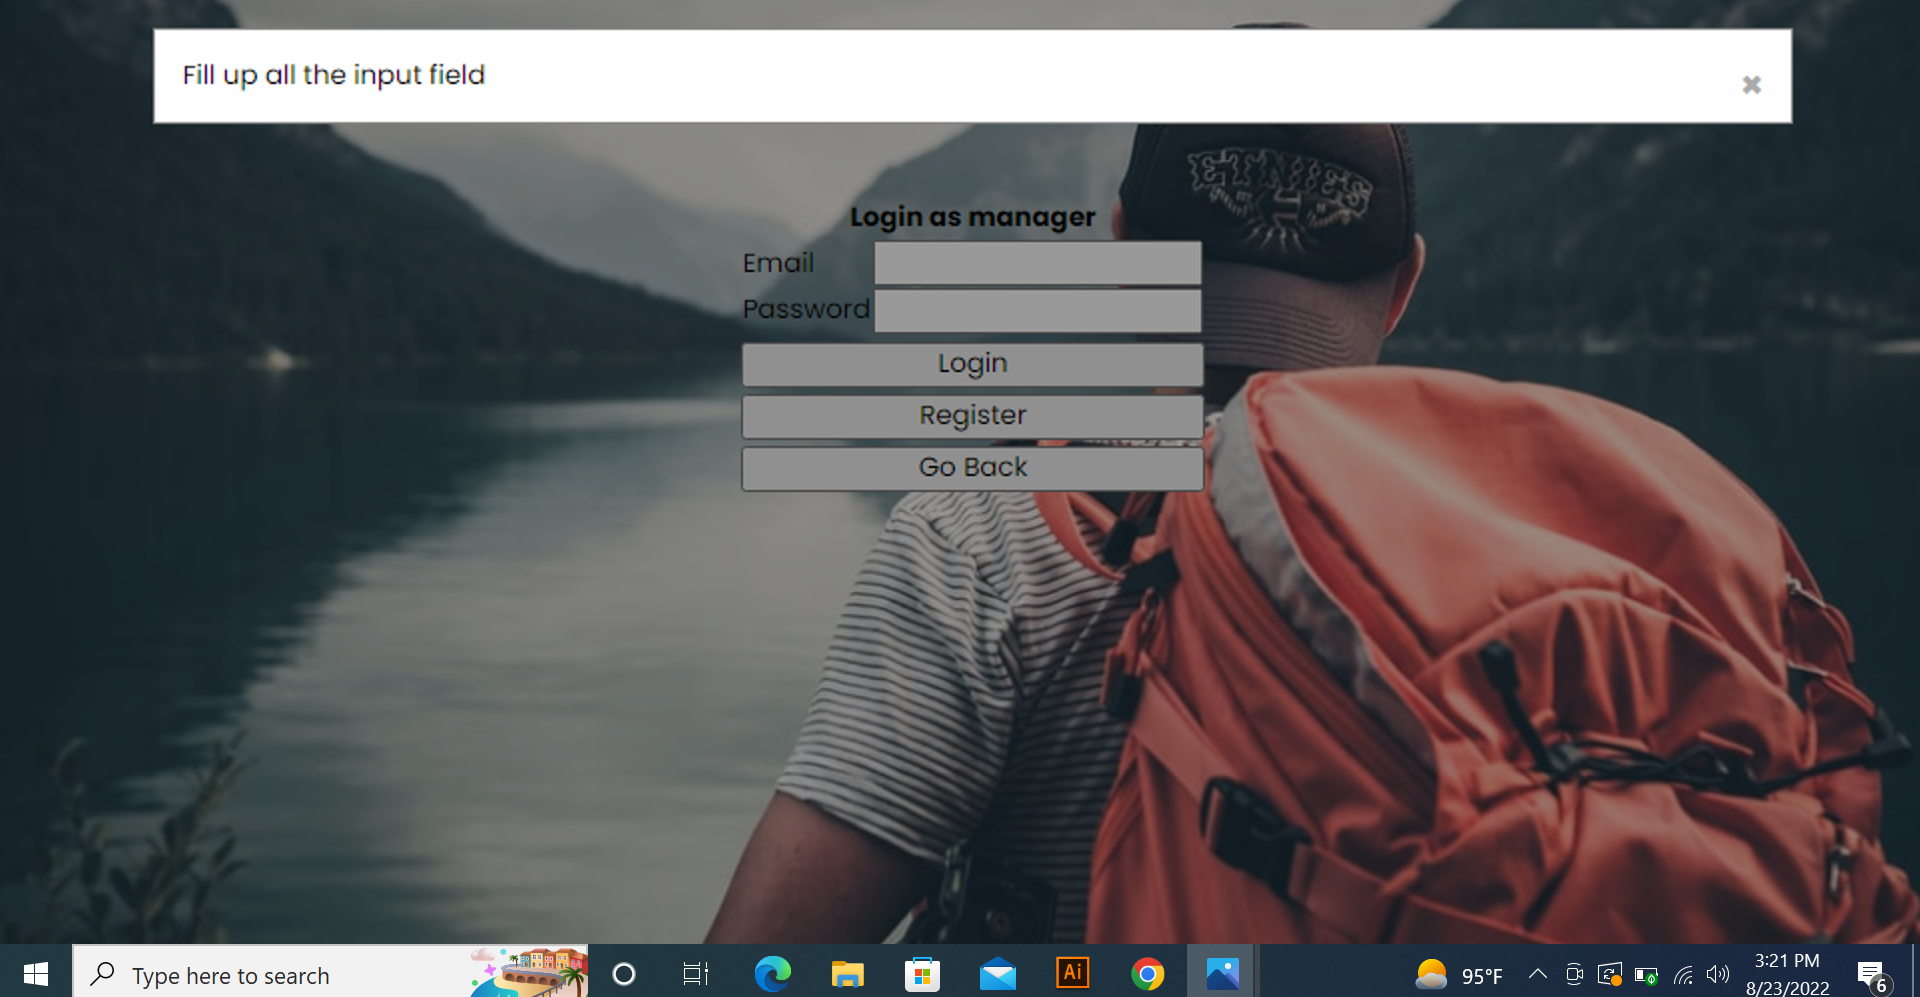 Fill up all the input field
✖
ETNIES
Login as manager
Email
Password
Login
Register
Go Back
Type here to search
Ai
95°F
3:21 PM
8/23/2022
6